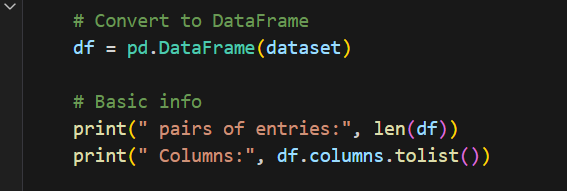 # Convert to DataFrame
df = pd.DataFrame(dataset)
# Basic info
print(" pairs of entries:", len(df))
print(" Columns:", df.columns.tolist())